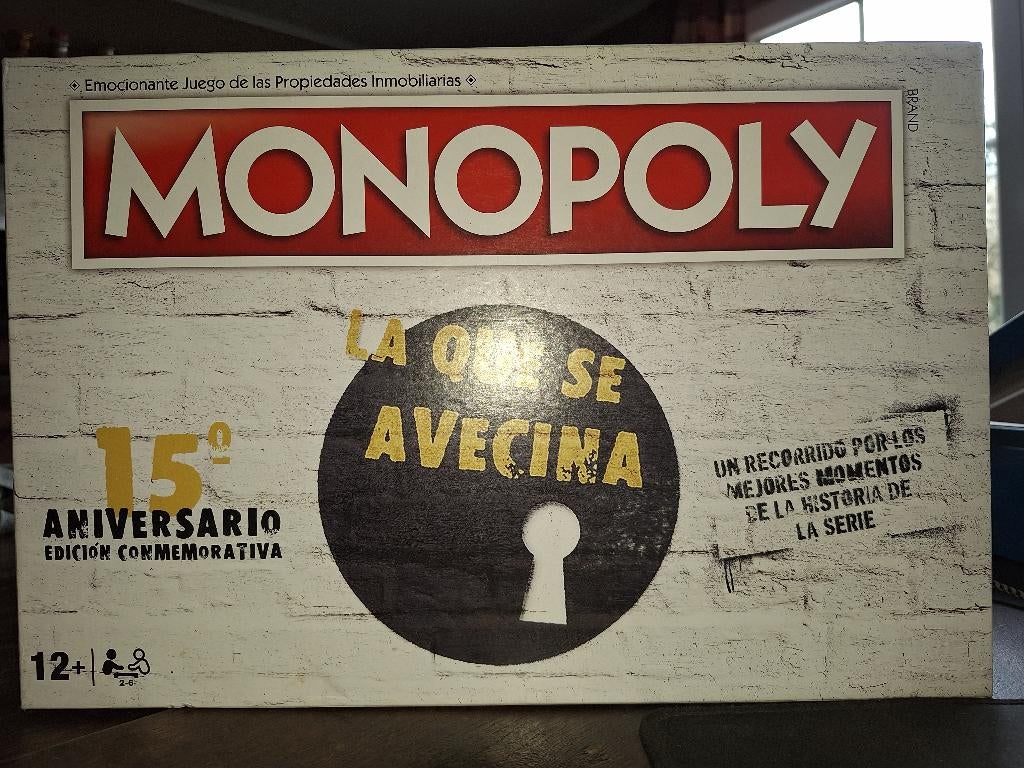 Emocionante Juego de las Propiedades Inmobiliarias
BRAND
MONOPOLY
LA QUE SE
AVECINA
15º
ANIVERSARIO
EDICIÓN CONMEMORATIVA
UN RECORRIDO POR LOS
MEJORES MOMENTOS
DE LA HISTORIA DE
LA SERIE
12+
2-6